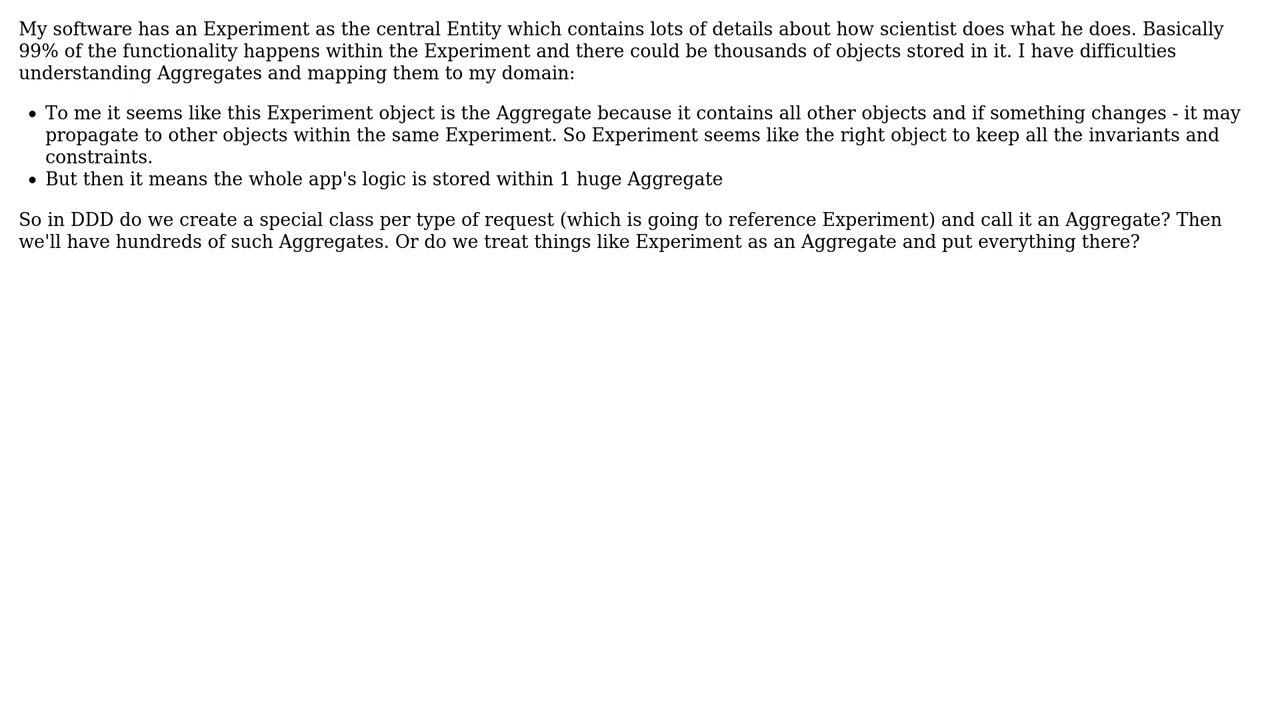 My software has an Experiment as the central Entity which contains lots of details about how scientist does what he does. Basically
99% of the functionality happens within the Experiment and there could be thousands of objects stored in it. I have difficulties
understanding Aggregates and mapping them to my domain:
• To me it seems like this Experiment object is the Aggregate because it contains all other objects and if something changes - it may
propagate to other objects within the same Experiment. So Experiment seems like the right object to keep all the invariants and
constraints.
• But then it means the whole app's logic is stored within 1 huge Aggregate
So in DDD do we create a special class per type of request (which is going to reference Experiment) and call it an Aggregate? Then
we'll have hundreds of such Aggregates. Or do we treat things like Experiment as an Aggregate and put everything there?